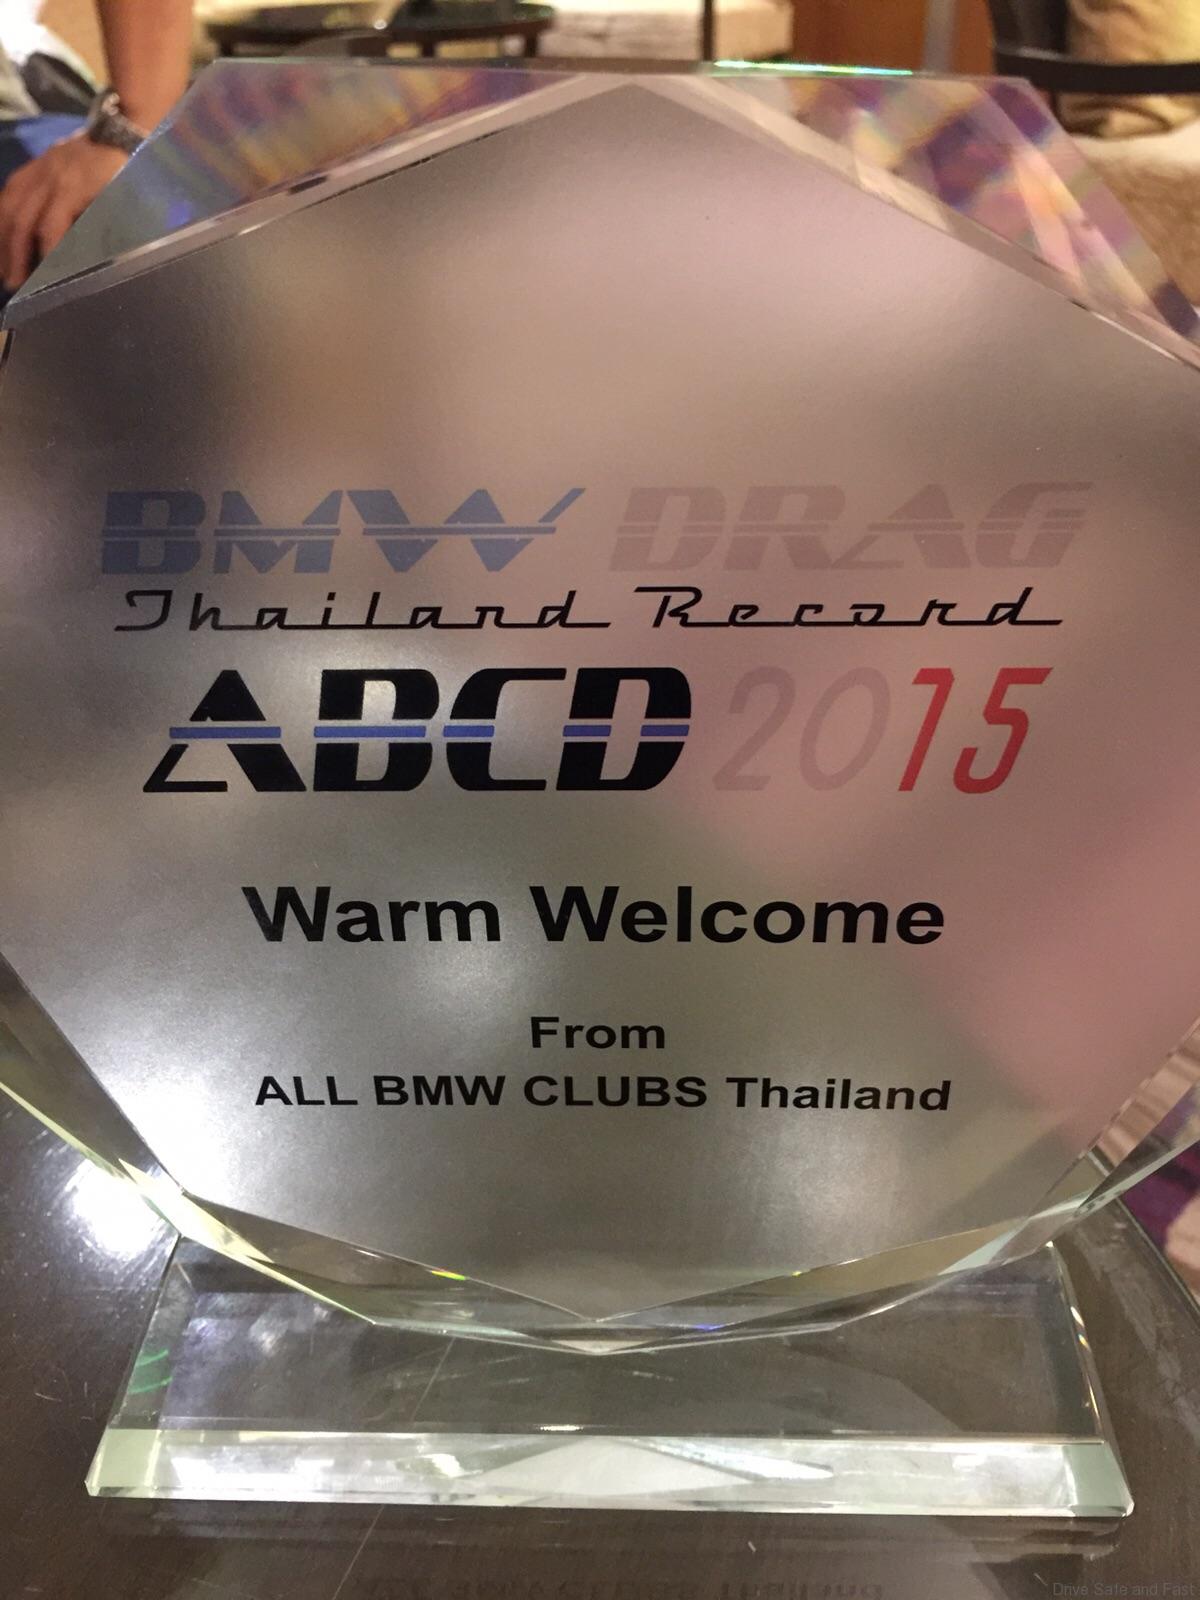 BMW DRAG
Thailand Record
ABCD 2015
Warm Welcome
From
ALL BMW CLUBS Thailand
Drive Safe and Fast